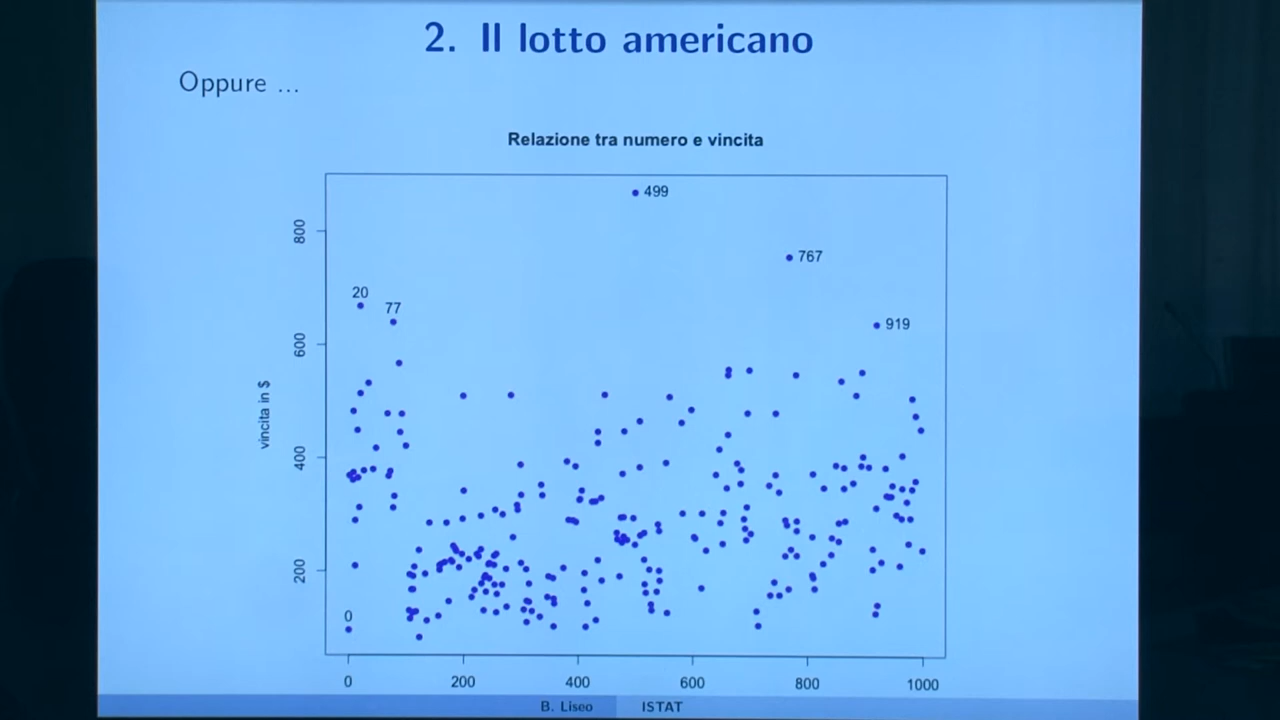 2. Il lotto americano
Oppure ...
Relazione tra numero e vincita
499
800
767
20
77
919
600
vincita in $
400
200
0
0 200 400 600 800 1000
B. Liseo ISTAT